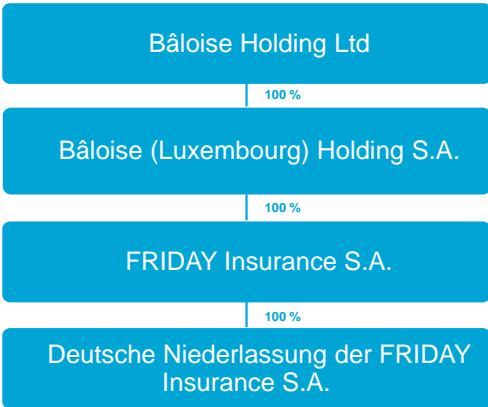 Bâloise Holding Ltd
100 %
Bâloise (Luxembourg) Holding S.A.
100 %
FRIDAY Insurance S.A.
100 %
Deutsche Niederlassung der FRIDAY
Insurance S.A.